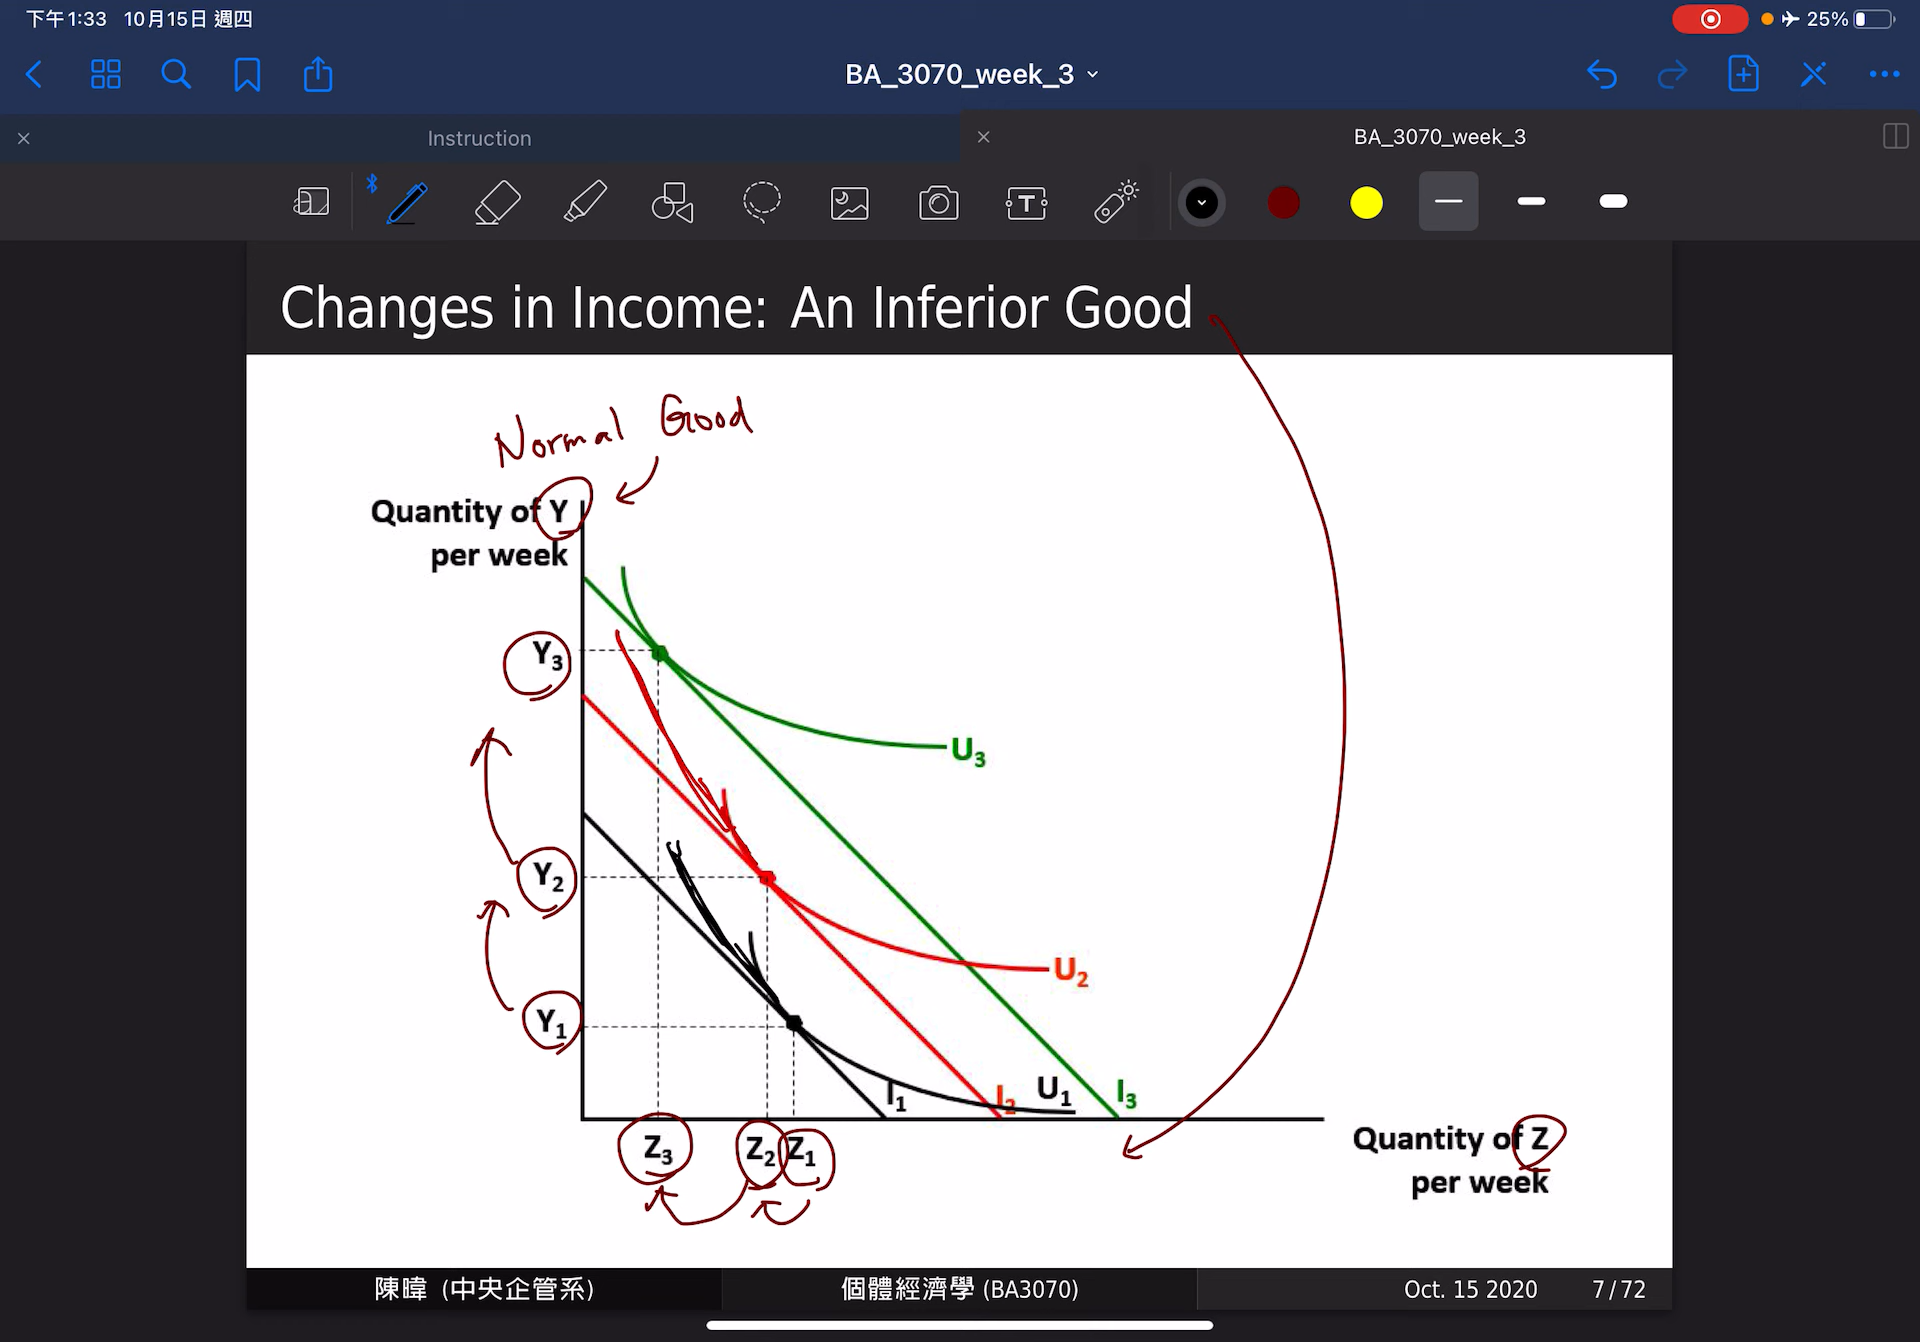 下午1:33 10月15日 週四
25%
BA_3070_week_3
Instruction
BA_3070_week_3
Changes in Income: An Inferior Good
Normal Good
Quantity of Y
per week
Y3
U3
Y2
U2
Y1
I1
I2
U1
I3
Z3
Z2
Z1
Quantity of Z
per week
陳暐 (中央企管系)
個體經濟學 (BA3070)
Oct. 15 2020
7 / 72